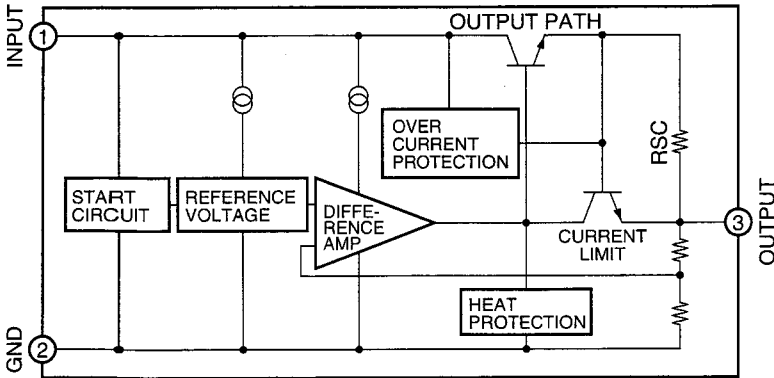 INPUT
1
OUTPUT PATH
OVER
CURRENT
PROTECTION
RSC
START
CIRCUIT
REFERENCE
VOLTAGE
DIFFE-
RENCE
AMP
CURRENT
LIMIT
3
OUTPUT
HEAT
PROTECTION
GND
2